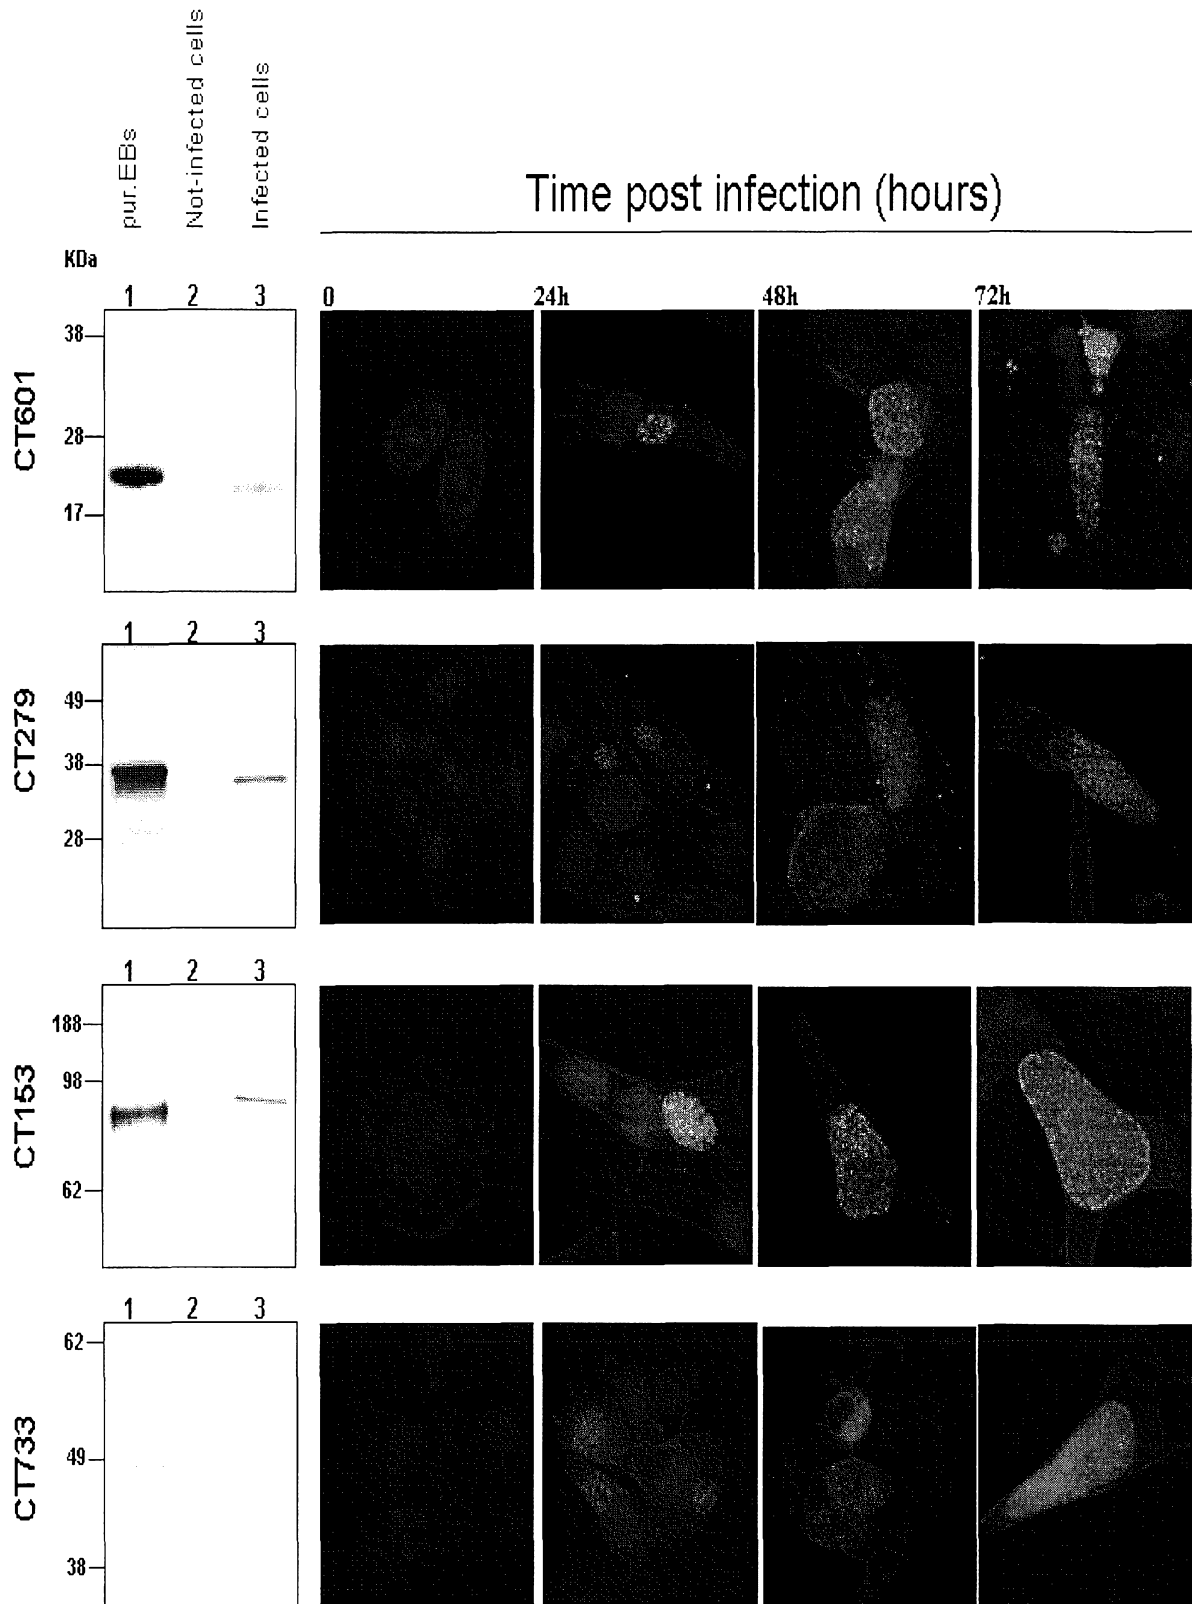 pur.EBs
Not-infected cells
Infected cells
Time post infection (hours)
KDa
1 2 3
0 24h 48h 72h
CT601
38
28
17
1 2 3
CT279
49
38
28
1 2 3
CT153
188
98
62
1 2 3
CT733
62
49
38